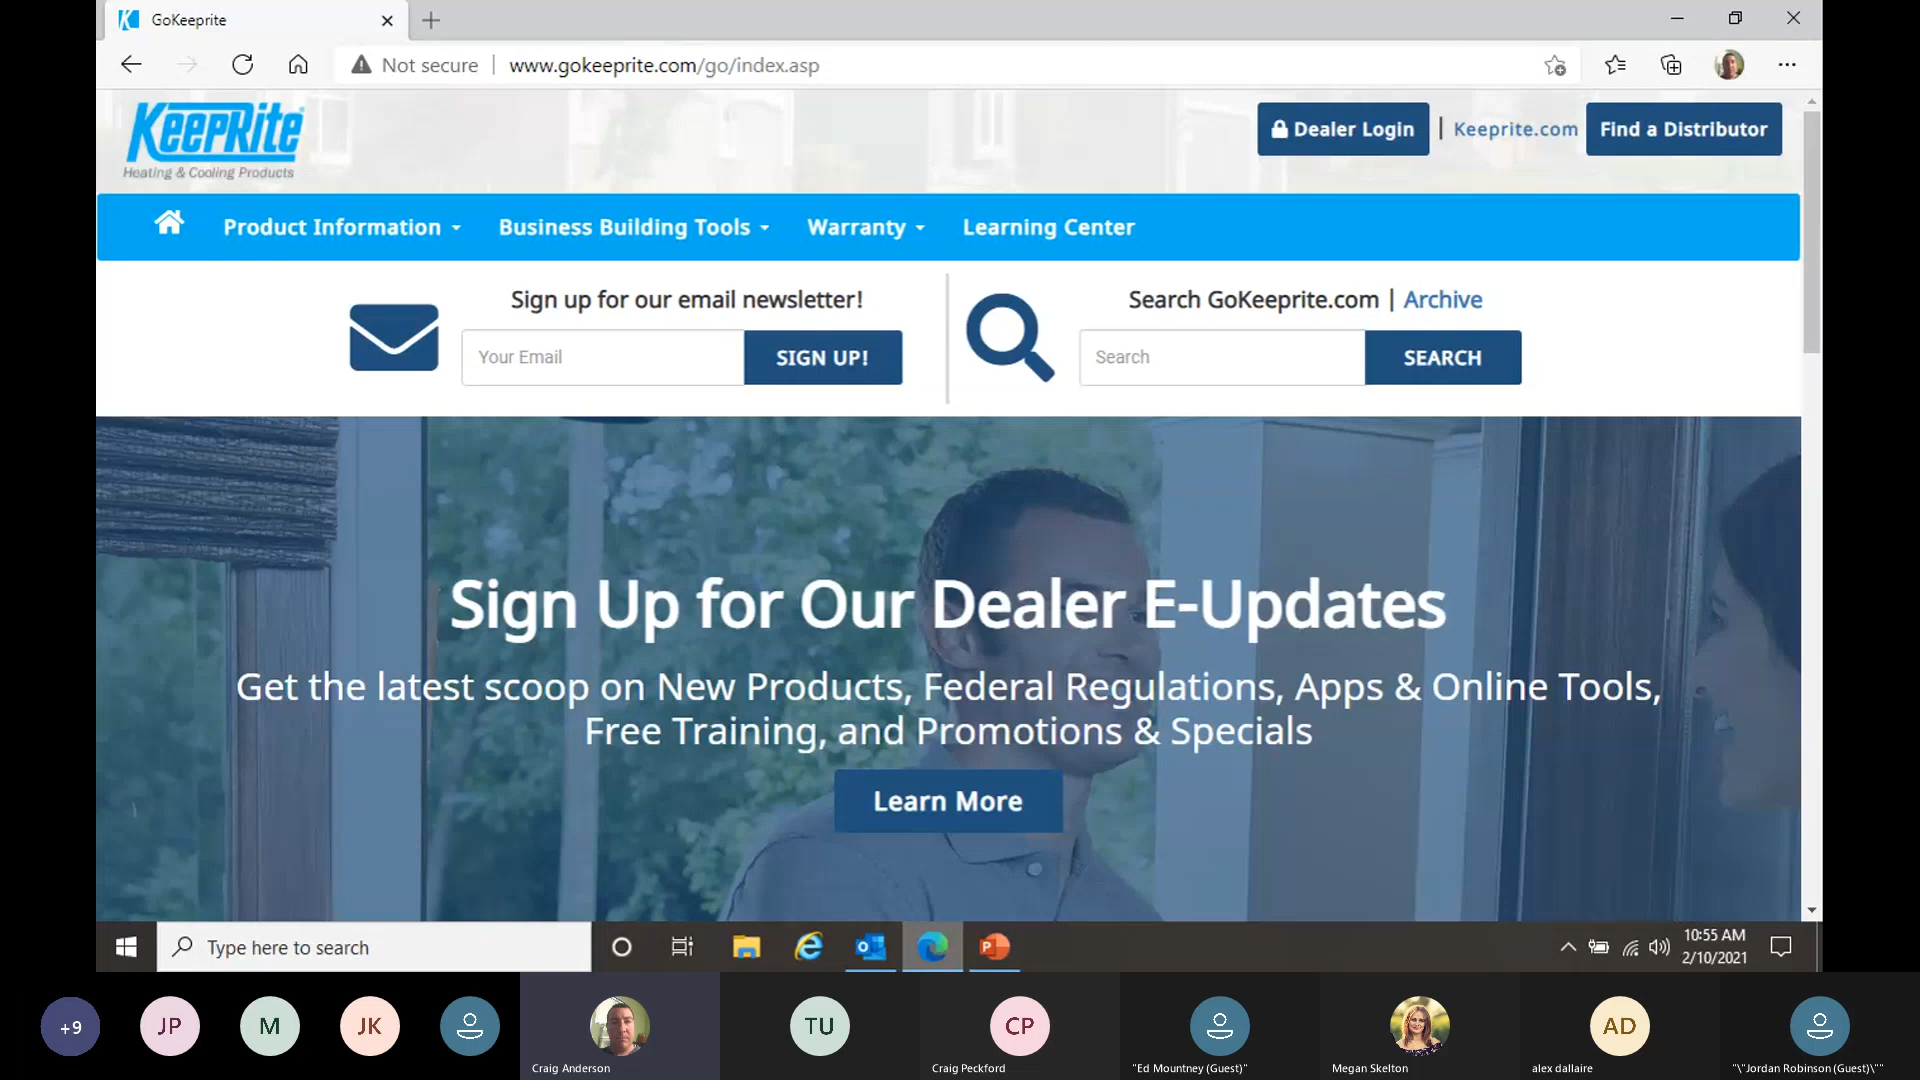 GoKeeprite
Not secure
www.gokeeprite.com/go/index.asp
KeepRite
Heating & Cooling Products
Dealer Login | Keeprite.com Find a Distributor
Product Information Business Building Tools Warranty Learning Center
Sign up for our email newsletter!
Your Email SIGN UP!
Search GoKeeprite.com | Archive
Search SEARCH
Sign Up for Our Dealer E-Updates
Get the latest scoop on New Products, Federal Regulations, Apps & Online Tools,
Free Training, and Promotions & Specials
Learn More
Type here to search
10:55 AM
2/10/2021
+9 JP M JK TU CP AD
Craig Anderson
Craig Peckford
"Ed Mountney (Guest)"
Megan Skelton
alex dallaire
"\"Jordan Robinson (Guest)\""